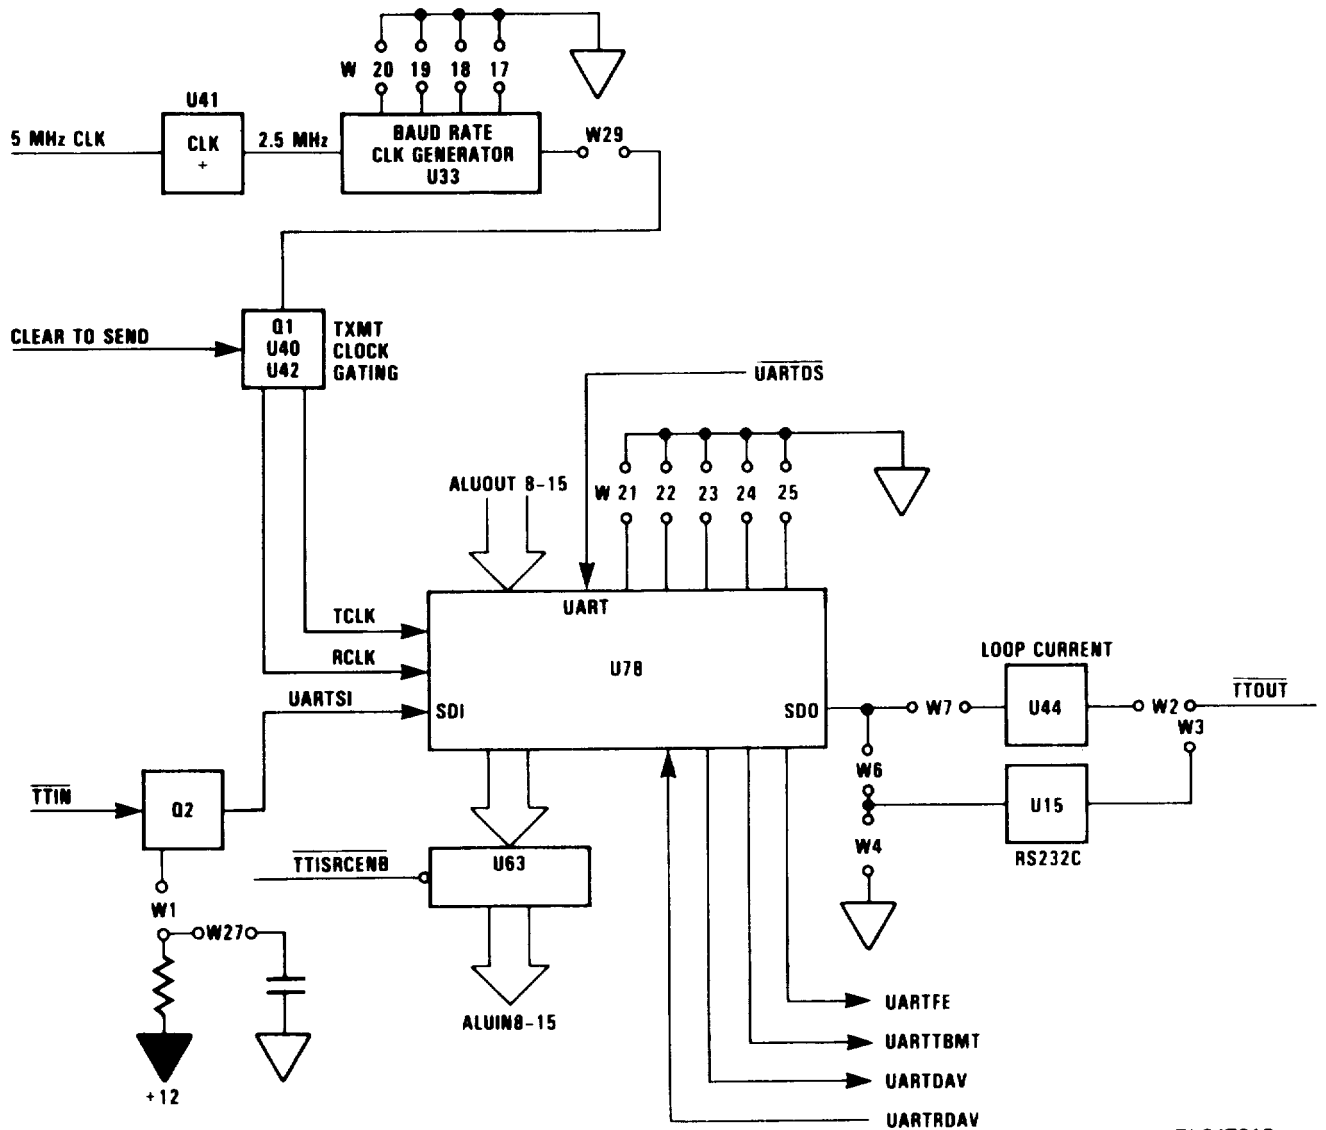 W 20 19 18 17
U41
5 MHz CLK
CLK
+
2.5 MHz
BAUD RATE
CLK GENERATOR
U33
W29
CLEAR TO SEND
Q1
U40
U42
TXMT
CLOCK
GATING
UARTDS
ALUOUT 8-15
W 21 22 23 24 25
UART
TCLK
RCLK
U78
UARTSI
SDI
SDO
LOOP CURRENT
W7
U44
W2
TTOUT
W3
W6
U15
RS232C
W4
TTIN
Q2
TTISRCENB
U63
W1
W27
ALUIN8-15
+12
UARTFE
UARTTBMT
UARTDAV
UARTRDAV